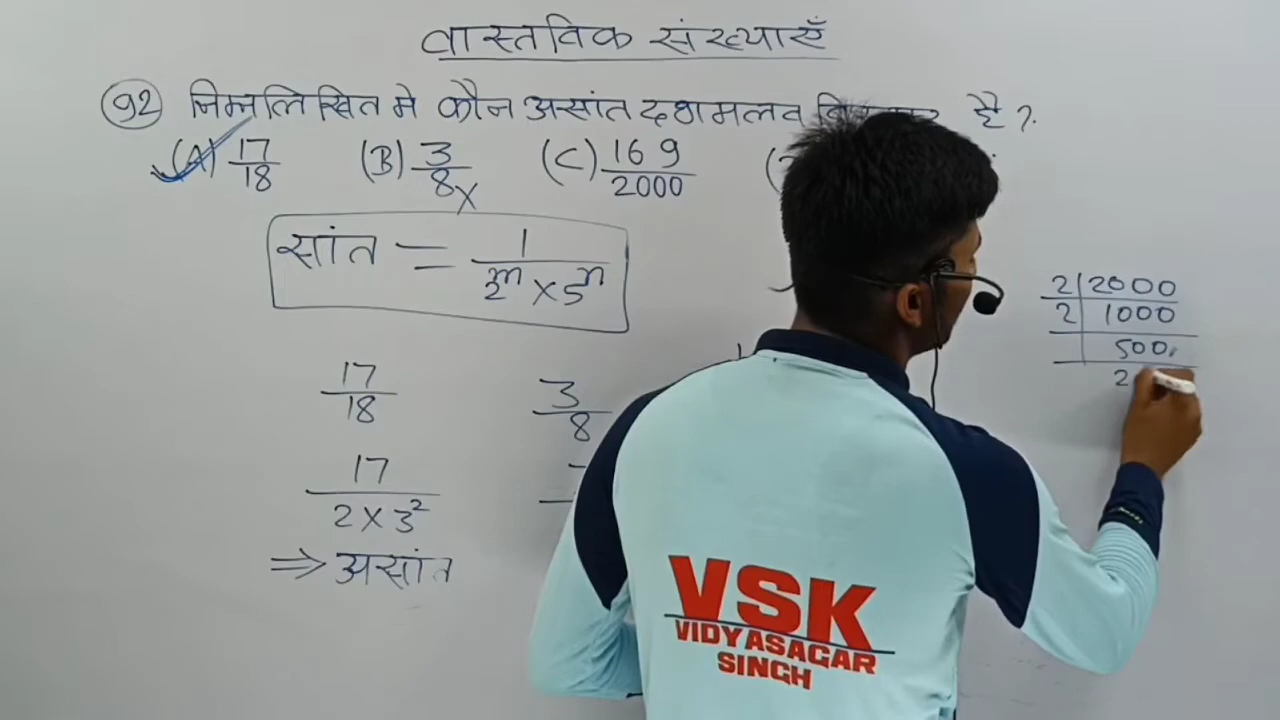 वास्तविक संख्याएँ
92 निम्नलिखित मे कौन असांत दशमलव है ?
(A) 17/18 (B) 3/8 × (C) 169/2000
सांत = 1/2^m × 5^n
17/18 3/8
17/2 × 3^2
⇒ असांत
2 | 2000
2 | 1000
500
2
VSK
VIDYASAGAR
SINGH